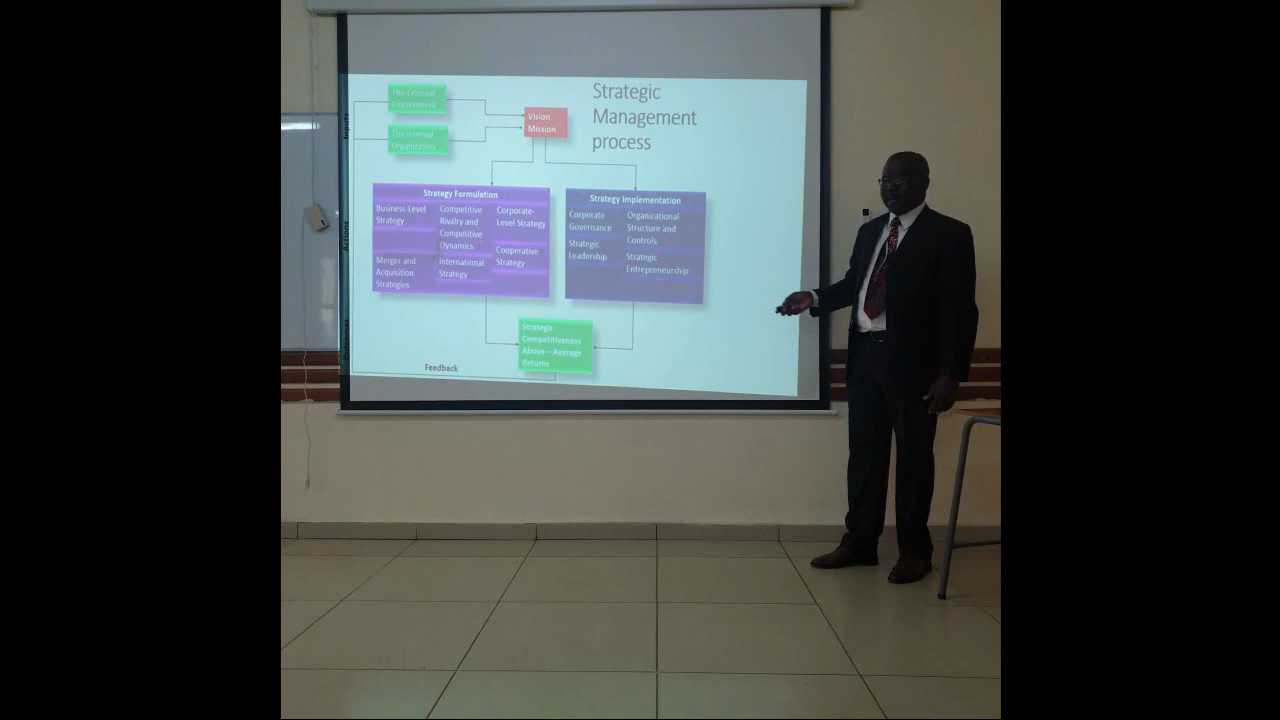 Strategic
Management
process
The External
Environment
The Internal
Organization
Vision
Mission
Inputs
Strategy Formulation
Business-Level
Strategy
Competitive
Rivalry and
Competitive
Dynamics
Corporate-
Level Strategy
Cooperative
Strategy
Merger and
Acquisition
Strategies
International
Strategy
Strategy Implementation
Corporate
Governance
Organizational
Structure and
Controls
Strategic
Leadership
Strategic
Entrepreneurship
Strategic
Above - Average
Returns
Feedback